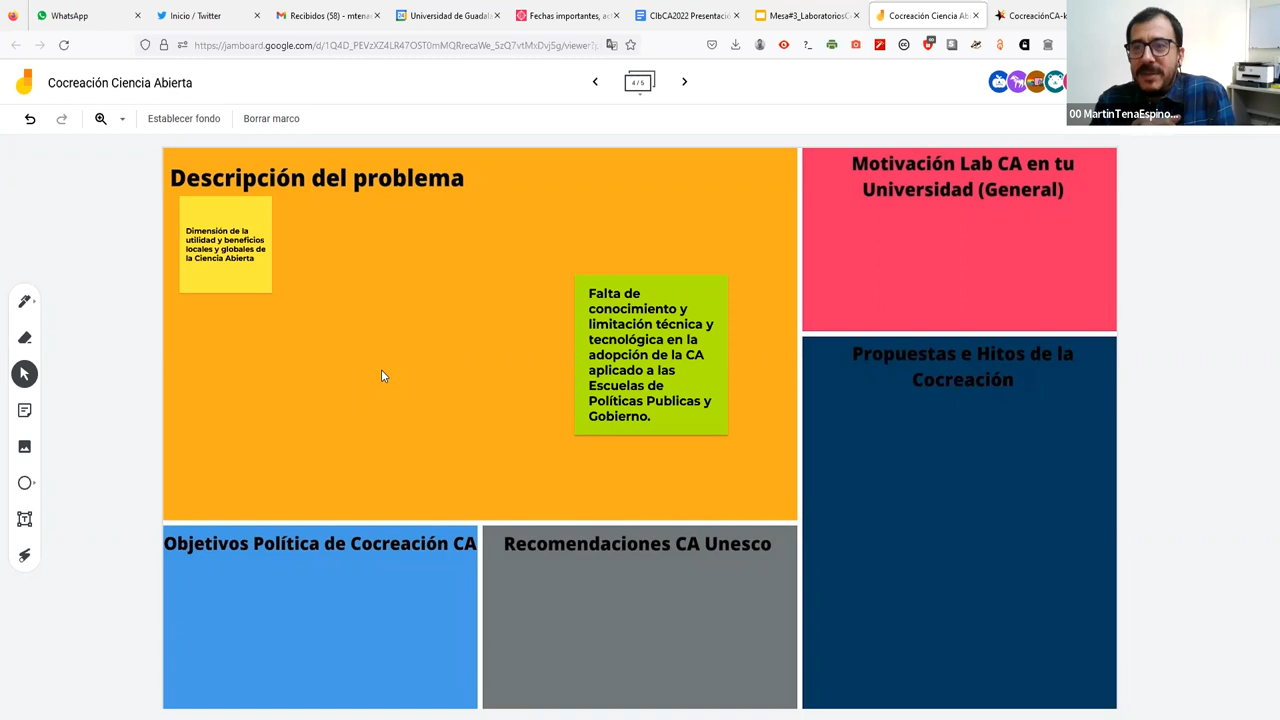 WhatsApp
Inicio / Twitter
Recibidos (58) - mtena
Universidad de Guadal
Fechas importantes, ac
CIbCA2022 Presentació
Mesa#3_LaboratoriosC
Cocreación Ciencia Ab
CocreaciónCA-k
https://jamboard.google.com/d/
Cocreación Ciencia Abierta
4 / 5
Establecer fondo
Borrar marco
00 MartinTenaEspino...
Descripción del problema
Dimensión de la
utilidad y beneficios
locales y globales de
la Ciencia Abierta
Falta de
conocimiento y
limitación técnica y
tecnológica en la
adopción de la CA
aplicado a las
Escuelas de
Políticas Publicas y
Gobierno.
Motivación Lab CA en tu
Universidad (General)
Propuestas e Hitos de la
Cocreación
Objetivos Política de Cocreación CA
Recomendaciones CA Unesco